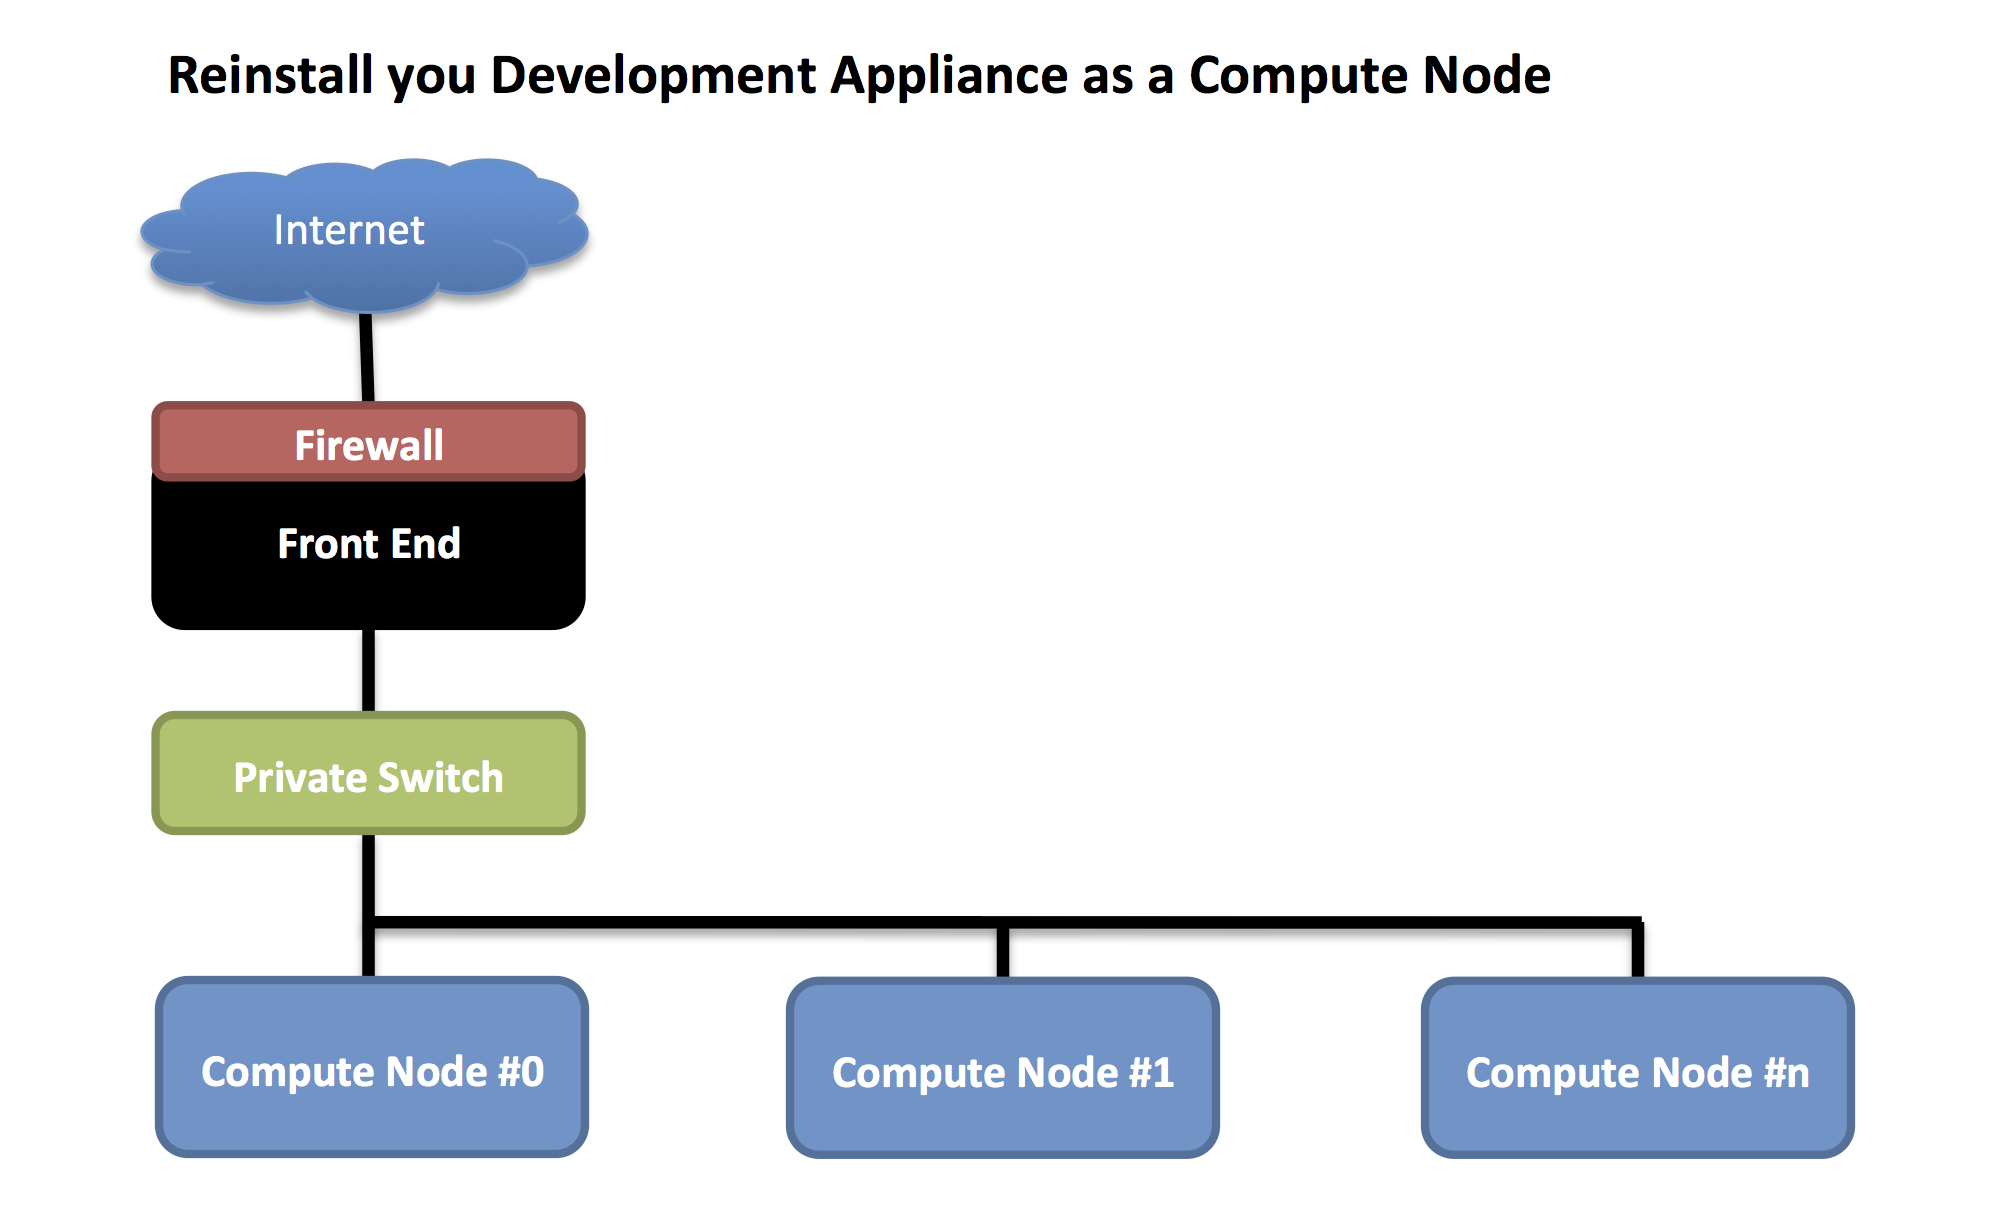 Reinstall you Development Appliance as a Compute Node
Internet
Firewall
Front End
Private Switch
Compute Node #0
Compute Node #1
Compute Node #n